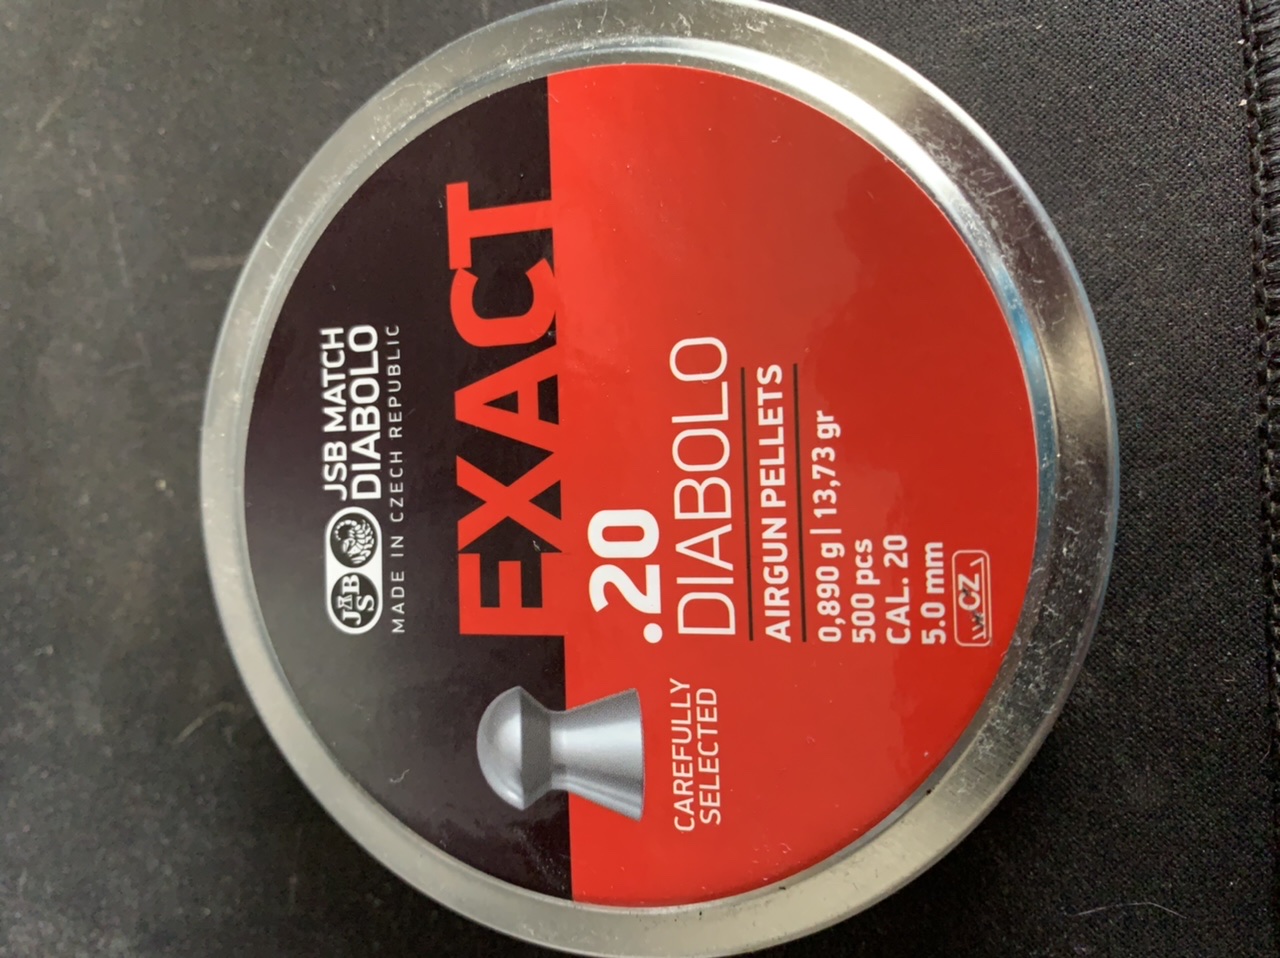 JSB
JSB MATCH
DIABOLO
MADE IN CZECH REPUBLIC
EXACT
.20
DIABOLO
CAREFULLY
SELECTED
AIRGUN PELLETS
0,890 g | 13,73 gr
500 pcs
CAL. 20
5.0 mm
CZ